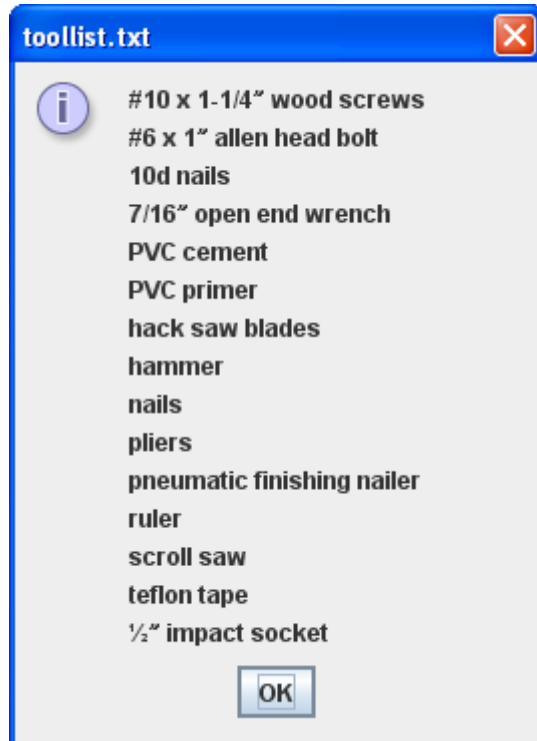 toollist.txt
#10 x 1-1/4″ wood screws
#6 x 1″ allen head bolt
10d nails
7/16″ open end wrench
PVC cement
PVC primer
hack saw blades
hammer
nails
pliers
pneumatic finishing nailer
ruler
scroll saw
teflon tape
½″ impact socket
OK